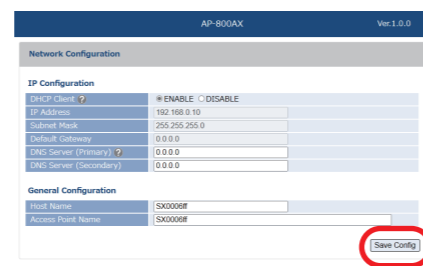 AP-800AX Ver.1.0.0
Network Configuration
IP Configuration
DHCP Client ? ENABLE DISABLE
IP Address 192.168.0.10
Subnet Mask 255.255.255.0
Default Gateway 0.0.0.0
DNS Server (Primary) ? 0.0.0.0
DNS Server (Secondary) 0.0.0.0
General Configuration
Host Name SX0006ff
Access Point Name SX0006ff
Save Config